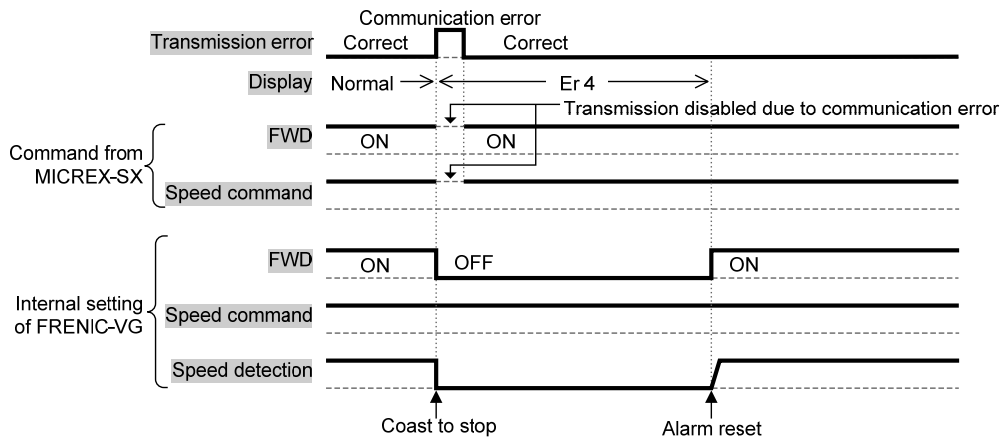 Communication error
Transmission error
Correct
Correct
Display
Normal
Er 4
Transmission disabled due to communication error
Command from
MICREX-SX
FWD
ON
ON
Speed command
Internal setting
of FRENIC-VG
FWD
ON
OFF
ON
Speed command
Speed detection
Coast to stop
Alarm reset